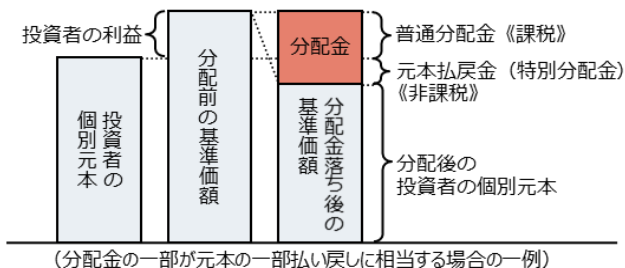 投資者の利益
投資者の
個別元本
分配前の基準価額
分配金
分配金落ち後の
基準価額
普通分配金《課税》
元本払戻金（特別分配金）
《非課税》
分配後の
投資者の個別元本
（分配金の一部が元本の一部払い戻しに相当する場合の一例）